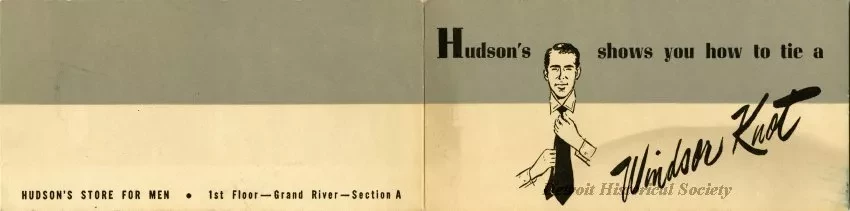 Hudson's shows you how to tie a
Windsor Knot
Detroit Historical Society
HUDSON'S STORE FOR MEN • 1st Floor—Grand River—Section A